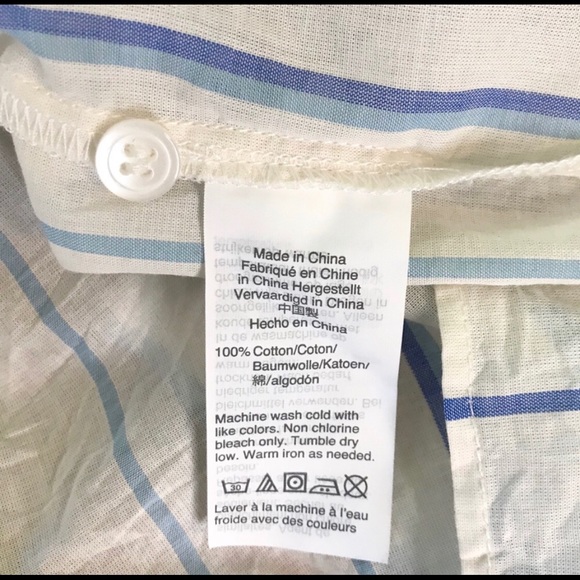 Made in China
Fabriqué en Chine
in China Hergestellt
Vervaardigd in China
中国製
Hecho en China
100% Cotton/Coton/
Baumwolle/Katoen/
綿/algodón
Machine wash cold with
like colors. Non chlorine
bleach only. Tumble dry
low. Warm iron as needed.
30
Laver à la machine à l'eau
froide avec des couleurs